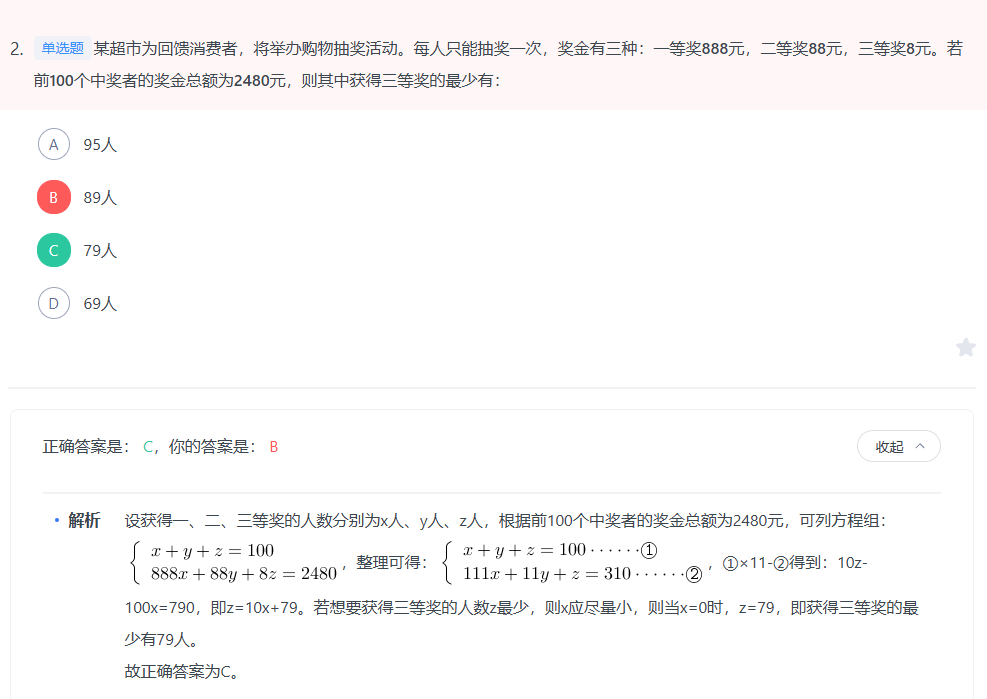 2. 单选题 某超市为回馈消费者，将举办购物抽奖活动。每人只能抽奖一次，奖金有三种：一等奖888元，二等奖88元，三等奖8元。若
前100个中奖者的奖金总额为2480元，则其中获得三等奖的最少有：
A 95人
B 89人
C 79人
D 69人
正确答案是： C，你的答案是： B
收起
解析 设获得一、二、三等奖的人数分别为x人、y人、z人，根据前100个中奖者的奖金总额为2480元，可列方程组：
{ x + y + z = 100
888x + 88y + 8z = 2480 ，整理可得： { x + y + z = 100 ⋯⋯①
111x + 11y + z = 310 ⋯⋯② ，①×11-②得到：10z-
100x=790，即z=10x+79。若想要获得三等奖的人数z最少，则x应尽量小，则当x=0时，z=79，即获得三等奖的最
少有79人。
故正确答案为C。